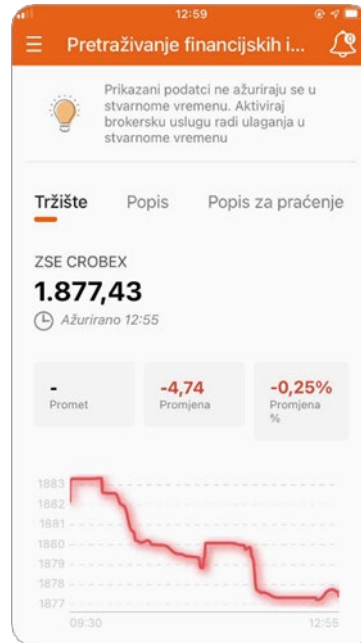 12:59
Pretraživanje financijskih i...
Prikazani podatci ne ažuriraju se u
stvarnome vremenu. Aktiviraj
brokersku uslugu radi ulaganja u
stvarnome vremenu
Tržište Popis Popis za praćenje
ZSE CROBEX
1.877,43
Ažurirano 12:55
- -4,74 -0,25%
Promet Promjena Promjena
%
1883
1882
1881
1880
1879
1878
1877
09:30 12:55